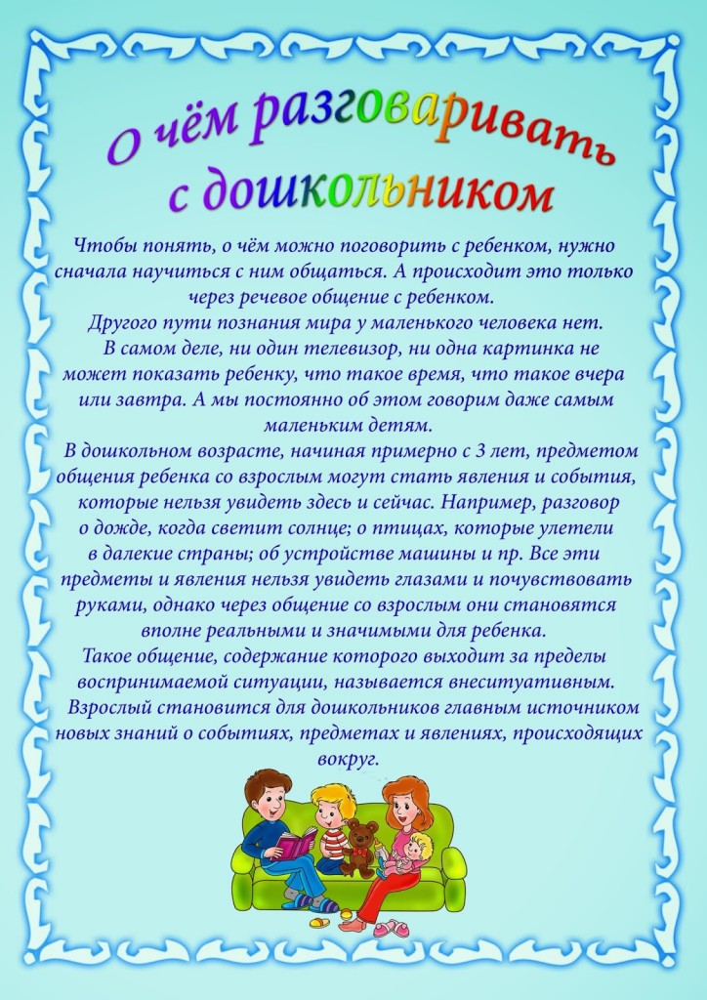 О чём разговаривать
с дошкольником
Чтобы понять, о чём можно поговорить с ребенком, нужно
сначала научиться с ним общаться. А происходит это только
через речевое общение с ребенком.
Другого пути познания мира у маленького человека нет.
В самом деле, ни один телевизор, ни одна картинка не
может показать ребенку, что такое время, что такое вчера
или завтра. А мы постоянно об этом говорим даже самым
маленьким детям.
В дошкольном возрасте, начиная примерно с 3 лет, предметом
общения ребенка со взрослым могут стать явления и события,
которые нельзя увидеть здесь и сейчас. Например, разговор
о дожде, когда светит солнце; о птицах, которые улетели
в далекие страны; об устройстве машины и пр. Все эти
предметы и явления нельзя увидеть глазами и почувствовать
руками, однако через общение со взрослым они становятся
вполне реальными и значимыми для ребенка.
Такое общение, содержание которого выходит за пределы
воспринимаемой ситуации, называется внеситуативным.
Взрослый становится для дошкольников главным источником
новых знаний о событиях, предметах и явлениях, происходящих
вокруг.